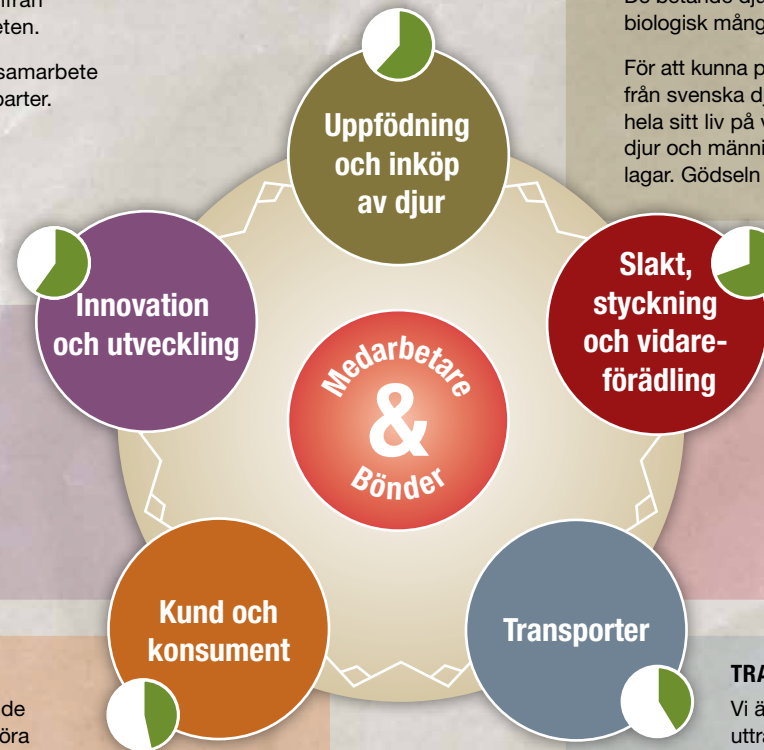 eten.
samarbete
parter.
biologisk mång
För att kunna p
från svenska dj
hela sitt liv på v
djur och männi
lagar. Gödseln
Uppfödning
och inköp
av djur
Innovation
och utveckling
Slakt,
styckning
och vidare-
förädling
Medarbetare
&
Bönder
Kund och
konsument
Transporter
de
öra
TRA
Vi ä
uttra